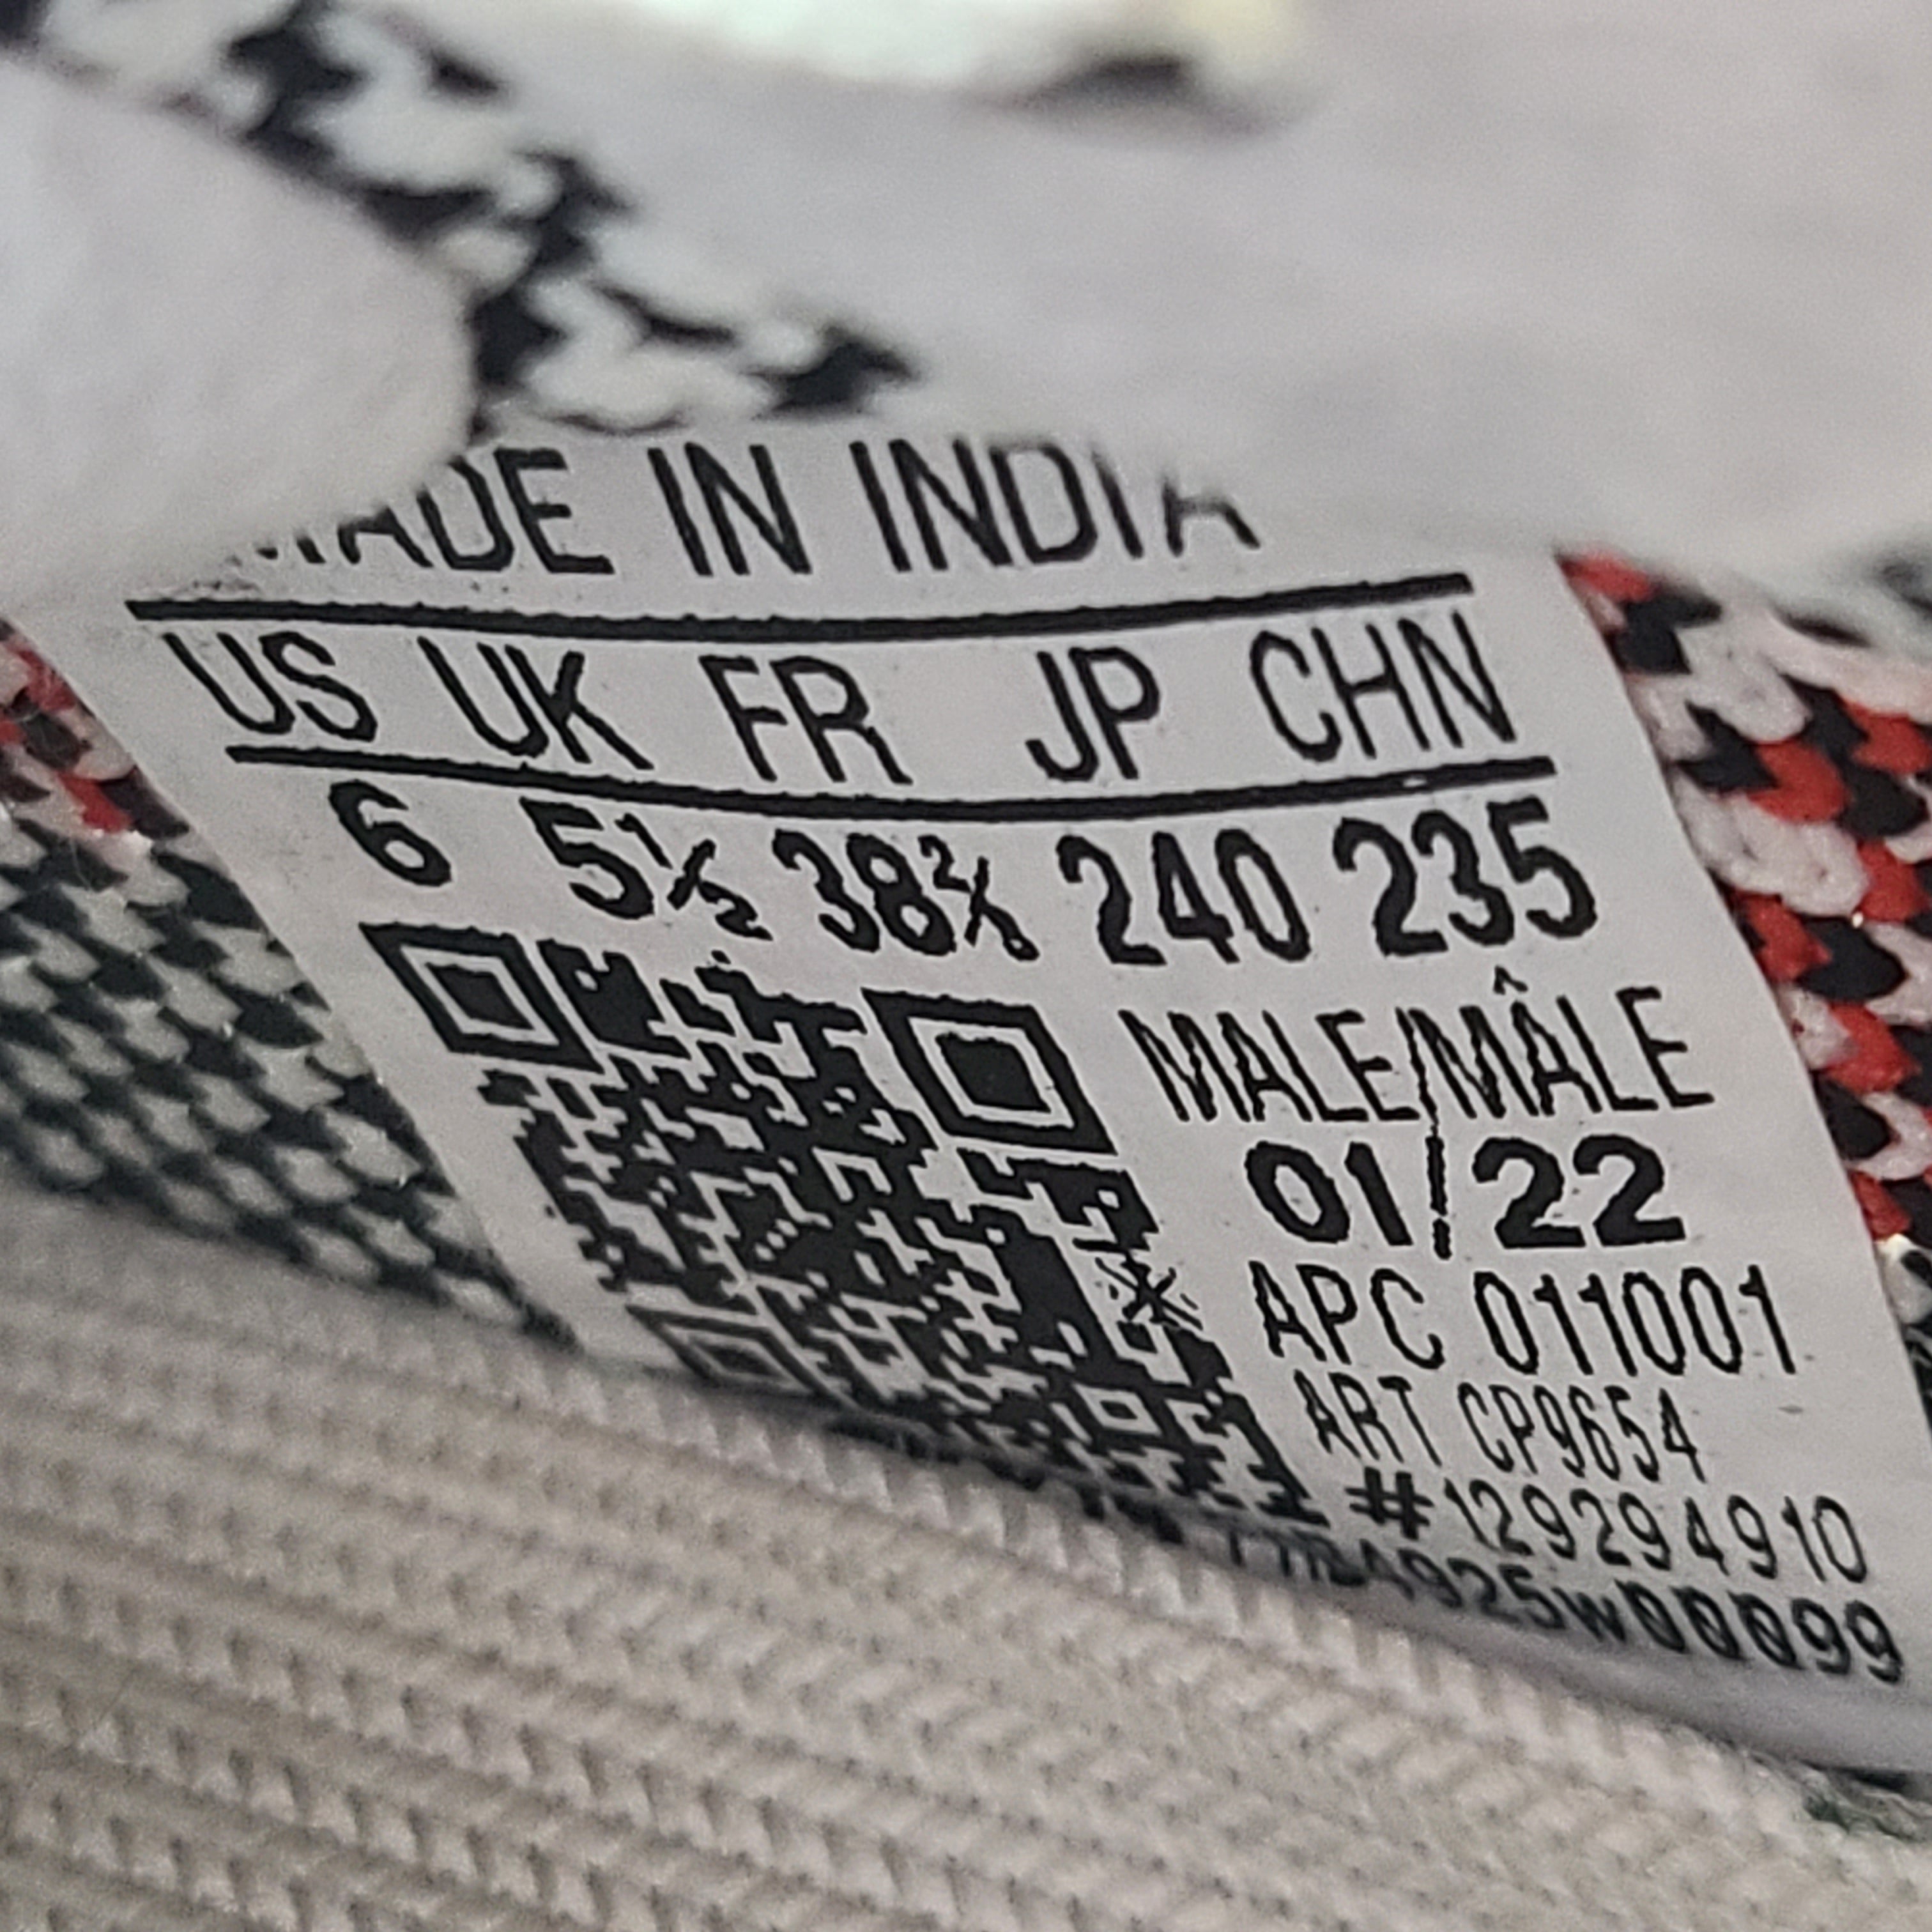 MADE IN INDIA
US UK FR JP CHN
6 5½ 38⅔ 240 235
MALE/MÂLE
01/22
APC 011001
ART CP9654
#129294910